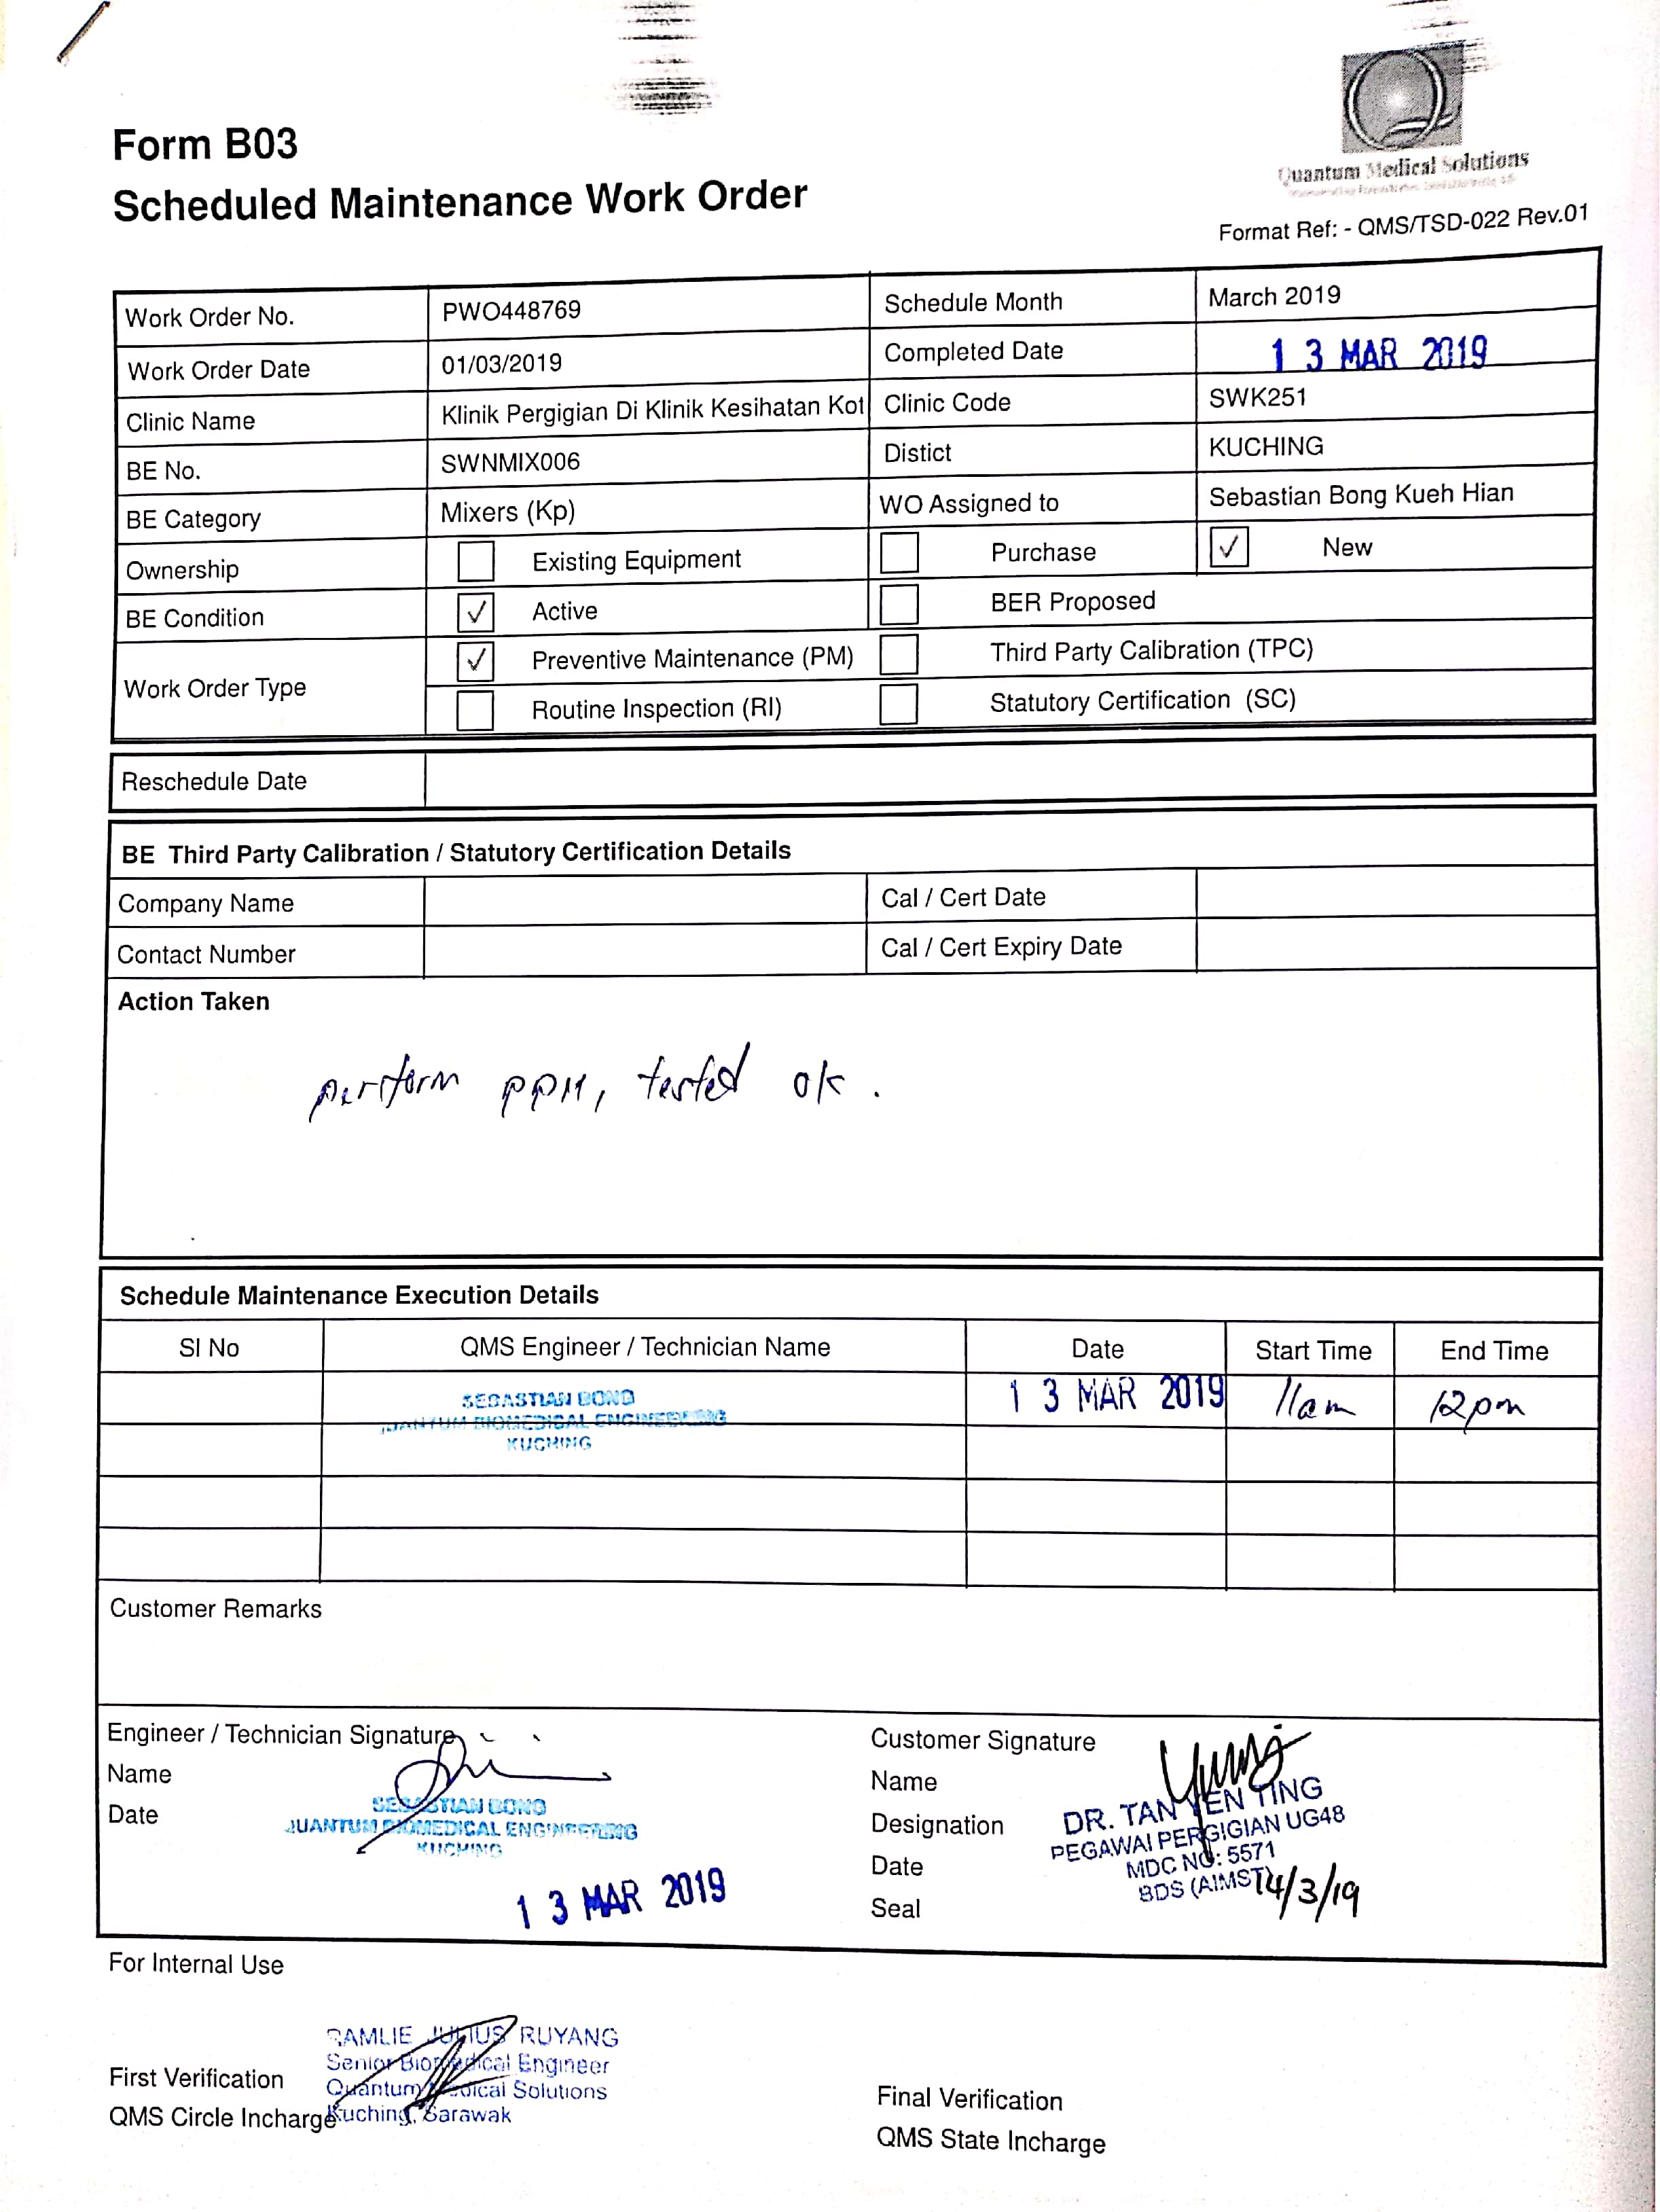 Quantum Medical Solutions
Form B03
Scheduled Maintenance Work Order
Format Ref: - QMS/TSD-022 Rev.01
Work Order No. PWO448769 Schedule Month March 2019
Work Order Date 01/03/2019 Completed Date 13 MAR 2019
Clinic Name Klinik Pergigian Di Klinik Kesihatan Kot Clinic Code SWK251
BE No. SWNMIX006 Distict KUCHING
BE Category Mixers (Kp) WO Assigned to Sebastian Bong Kueh Hian
Ownership Existing Equipment Purchase ✓ New
BE Condition ✓ Active BER Proposed
Work Order Type ✓ Preventive Maintenance (PM) Third Party Calibration (TPC)
Routine Inspection (RI) Statutory Certification (SC)
Reschedule Date
BE Third Party Calibration / Statutory Certification Details
Company Name Cal / Cert Date
Contact Number Cal / Cert Expiry Date
Action Taken
perform PPM, tested ok.
Schedule Maintenance Execution Details
SI No QMS Engineer / Technician Name Date Start Time End Time
SEBASTIAN BONG 13 MAR 2019 11am 12pm
QUANTUM BIOMEDICAL ENGINEERING
KUCHING
Customer Remarks
Engineer / Technician Signature
Name
Date
SEBASTIAN BONG
QUANTUM BIOMEDICAL ENGINEERING
KUCHING
13 MAR 2019
Customer Signature
Name
Designation
Date
Seal
DR. TAN YEN TING
PEGAWAI PERGIGIAN UG48
MDC NO: 5571
BDS (AIMST)
14/3/19
For Internal Use
RAMLIE JULIUS RUYANG
Senior Biomedical Engineer
Quantum Medical Solutions
Kuching, Sarawak
First Verification
QMS Circle Incharge
Final Verification
QMS State Incharge